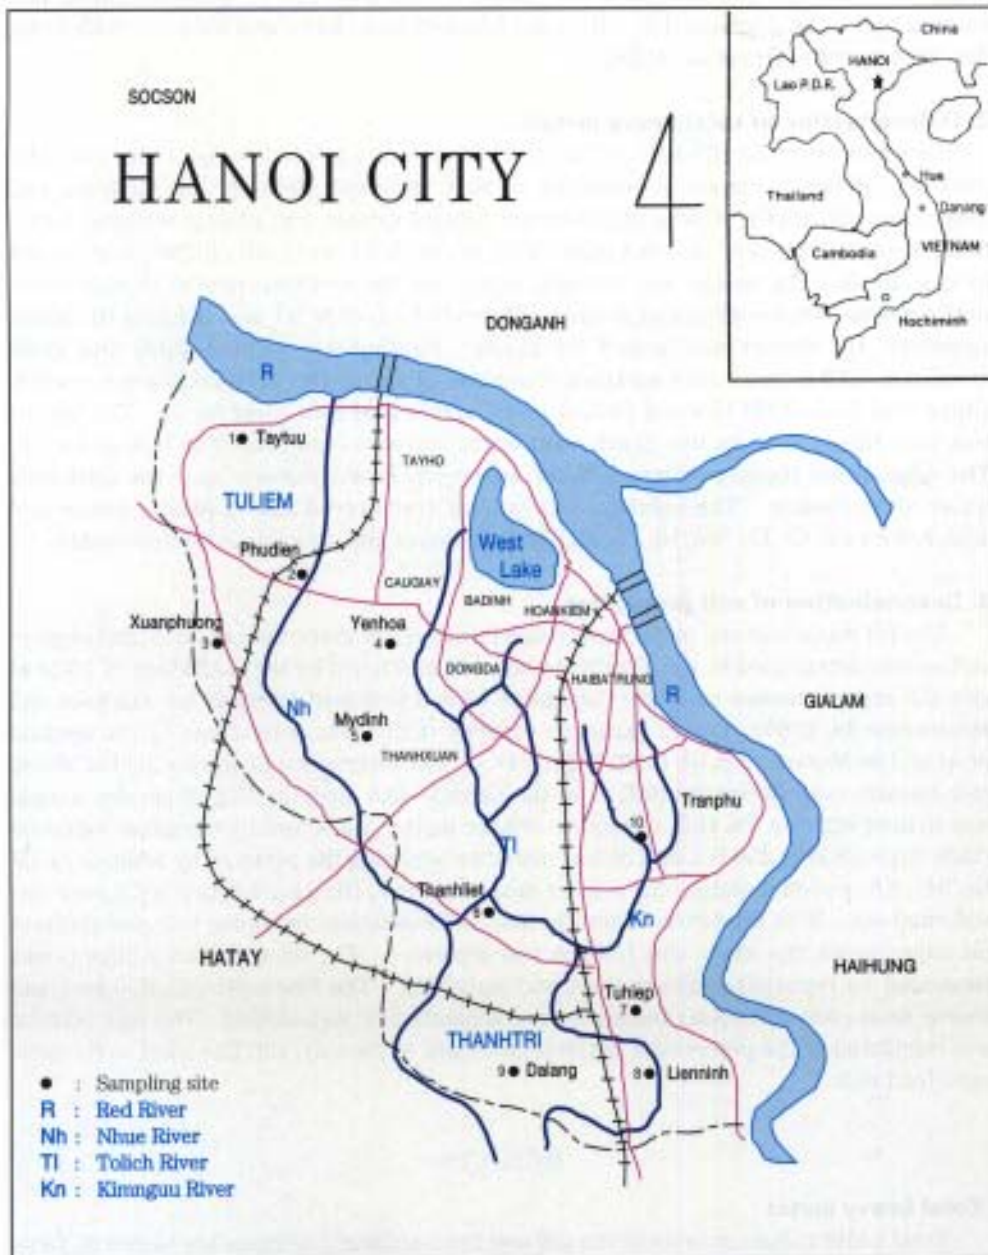 China
HANOI
Lao P.D.R.
Hue
Thailand
Danang
VIETNAM
Cambodia
Hochiminh
SOCSON
HANOI CITY
DONGANH
R
1 Taytuu
TAYHO
TULIEM
West
Lake
Phudien
2
CAUGIAY
BADINH
HOANKIEM
Xuanphuong
3
Yenhoa
4
DONGDA
HAIBATRUNG
R
GIALAM
Nh
Mydinh
5
THANHXUAN
Tranphu
10
Tl
Thanhliet
6
Kn
HATAY
HAIHUNG
Tuhiep
7
THANHTRI
9 Dalang
8 Lienninh
● : Sampling site
R : Red River
Nh : Nhue River
Tl : Tolich River
Kn : Kimnguu River